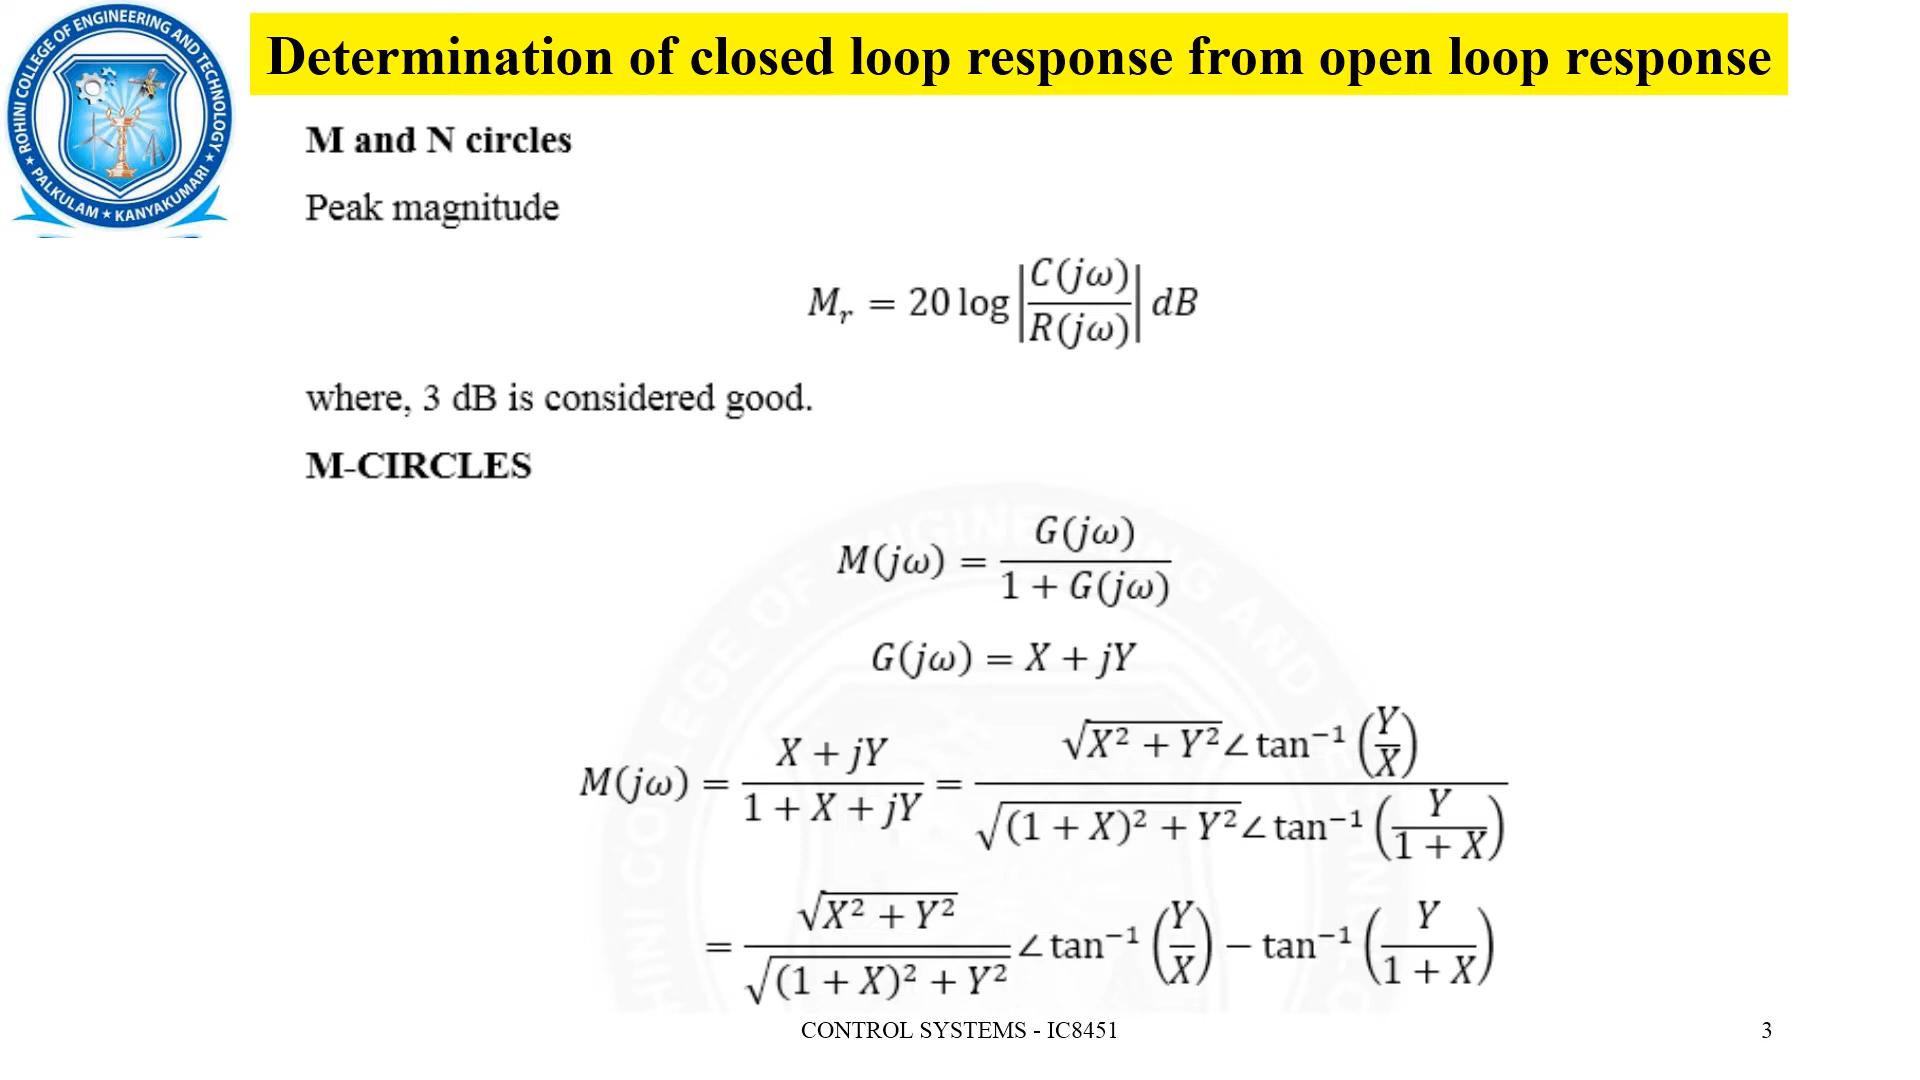 ROHINI COLLEGE OF ENGINEERING AND TECHNOLOGY
★ PALKULAM ★ KANYAKUMARI ★
Determination of closed loop response from open loop response
M and N circles
Peak magnitude
M_r = 20 log |C(jω)/R(jω)| dB
where, 3 dB is considered good.
M-CIRCLES
M(jω) = G(jω)/(1 + G(jω))
G(jω) = X + jY
M(jω) = (X + jY)/(1 + X + jY) = (√(X² + Y²)∠ tan⁻¹(Y/X))/(√((1 + X)² + Y²)∠ tan⁻¹(Y/(1 + X)))
= √(X² + Y²)/√((1 + X)² + Y²) ∠ tan⁻¹(Y/X) − tan⁻¹(Y/(1 + X))
CONTROL SYSTEMS - IC8451
3